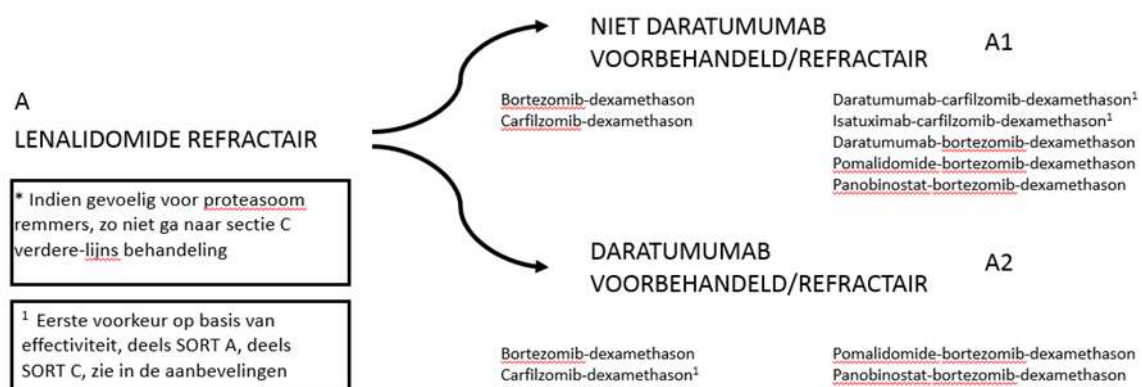 NIET DARATUMUMAB
VOORBEHANDELD/REFRACTAIR
A1
Bortezomib-dexamethason
Carfilzomib-dexamethason
Daratumumab-carfilzomib-dexamethason¹
Isatuximab-carfilzomib-dexamethason¹
Daratumumab-bortezomib-dexamethason
Pomalidomide-bortezomib-dexamethason
Panobinostat-bortezomib-dexamethason
A
LENALIDOMIDE REFRACTAIR
* Indien gevoelig voor proteasoom
remmers, zo niet ga naar sectie C
verdere-lijns behandeling
¹ Eerste voorkeur op basis van
effectiviteit, deels SORT A, deels
SORT C, zie in de aanbevelingen
DARATUMUMAB
VOORBEHANDELD/REFRACTAIR
A2
Bortezomib-dexamethason
Carfilzomib-dexamethason¹
Pomalidomide-bortezomib-dexamethason
Panobinostat-bortezomib-dexamethason